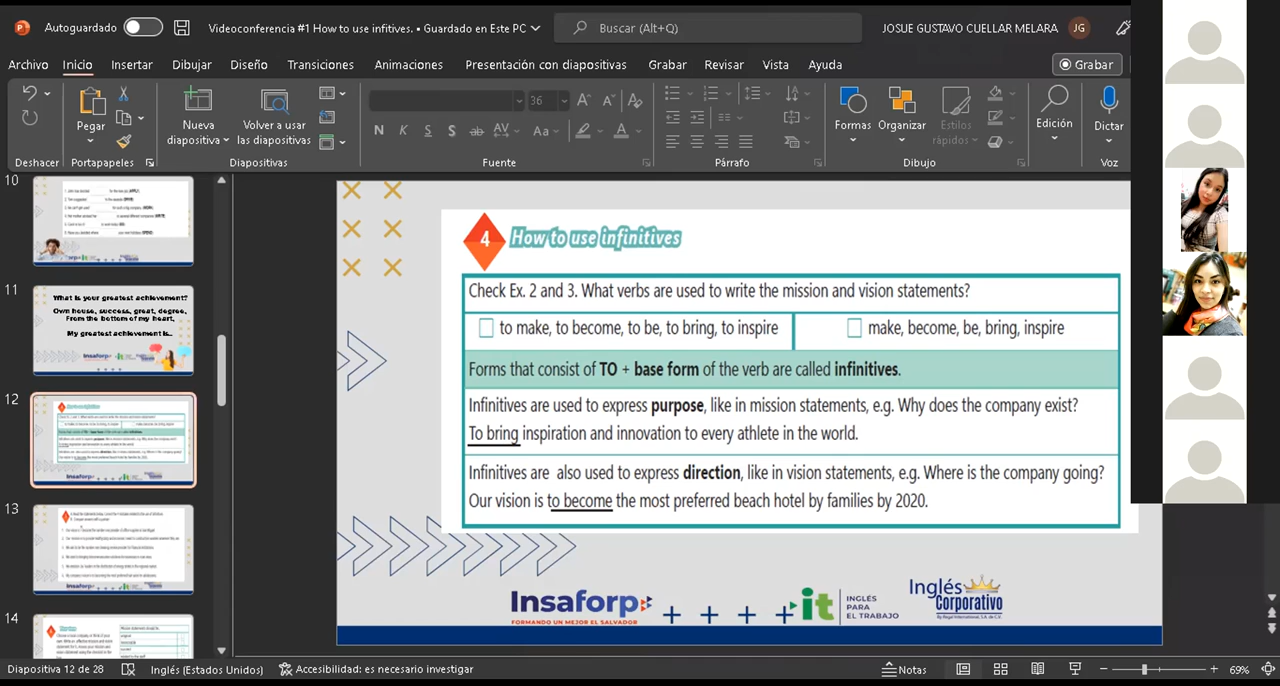 Autoguardado
Videoconferencia #1 How to use infitives. • Guardado en Este PC
Buscar (Alt+Q)
JOSUE GUSTAVO CUELLAR MELARA
JG
Archivo Inicio Insertar Dibujar Diseño Transiciones Animaciones Presentación con diapositivas Grabar Revisar Vista Ayuda
Grabar
Pegar
Nueva diapositiva
Volver a usar las diapositivas
36
N K S S ab AV Aa A
Formas
Organizar
Estilos rápidos
Edición
Dictar
Deshacer Portapapeles Diapositivas Fuente Párrafo Dibujo Voz
10
11
What is your greatest achievement?
Own house, success, great, degree,
From the bottom of my heart,
My greatest achievement is..
12
13
14
4
How to use infinitives
Check Ex. 2 and 3. What verbs are used to write the mission and vision statements?
to make, to become, to be, to bring, to inspire
make, become, be, bring, inspire
Forms that consist of TO + base form of the verb are called infinitives.
Infinitives are used to express purpose, like in mission statements, e.g. Why does the company exist?
To bring inspiration and innovation to every athlete in the world.
Infinitives are also used to express direction, like in vision statements, e.g. Where is the company going?
Our vision is to become the most preferred beach hotel by families by 2020.
Insaforp
FORMANDO UN MEJOR EL SALVADOR
it
INGLÉS
PARA
EL TRABAJO
Inglés
Corporativo
By Regal International, S.A. de C.V.
Diapositiva 12 de 28
Inglés (Estados Unidos)
Accesibilidad: es necesario investigar
Notas
69%